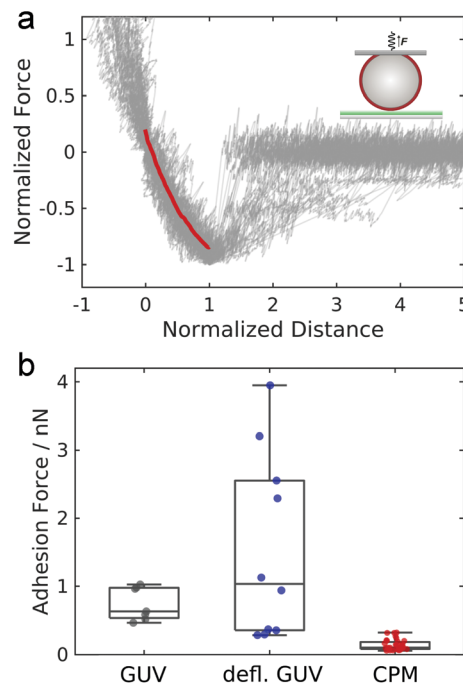 a
F
1
0.5
0
-0.5
-1
Normalized Force
-1 0 1 2 3 4 5
Normalized Distance
b
4
3
2
1
0
Adhesion Force / nN
GUV defl. GUV CPM